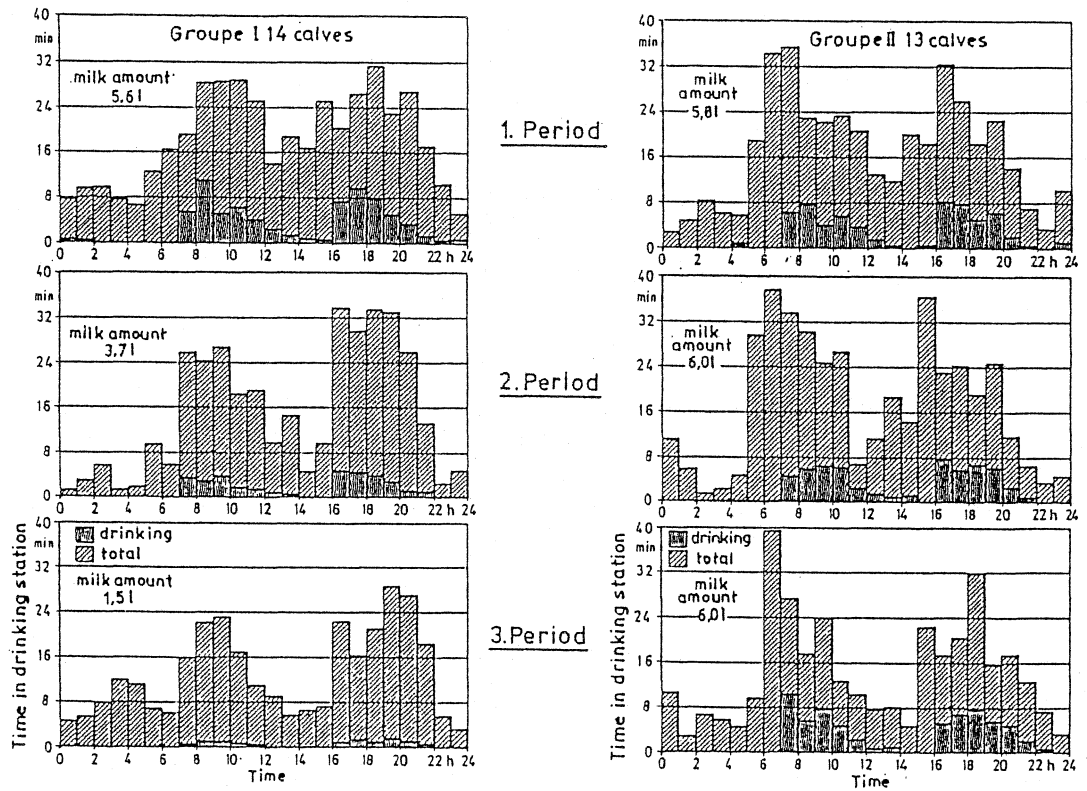 40
min
32
24
16
8
0
Groupe I 14 calves
milk amount
5,6 l
0 2 4 6 8 10 12 14 16 18 20 22 h 24
1. Period
40
min
32
24
16
8
0
Groupe II 13 calves
milk
amount
5,8 l
0 2 4 6 8 10 12 14 16 18 20 22 h 24
40
min
32
24
16
8
0
milk amount
3,7 l
0 2 4 6 8 10 12 14 16 18 20 22 h 24
2. Period
40
min
32
24
16
8
0
milk
amount
6,0 l
0 2 4 6 8 10 12 14 16 18 20 22 h 24
Time in drinking station
40
min
32
24
16
8
0
drinking
total
milk amount
1,5 l
0 2 4 6 8 10 12 14 16 18 20 22 h 24
Time
3. Period
Time in drinking station
40
min
32
24
16
8
0
drinking
total
milk
amount
6,0 l
0 2 4 6 8 10 12 14 16 18 20 22 h 24
Time